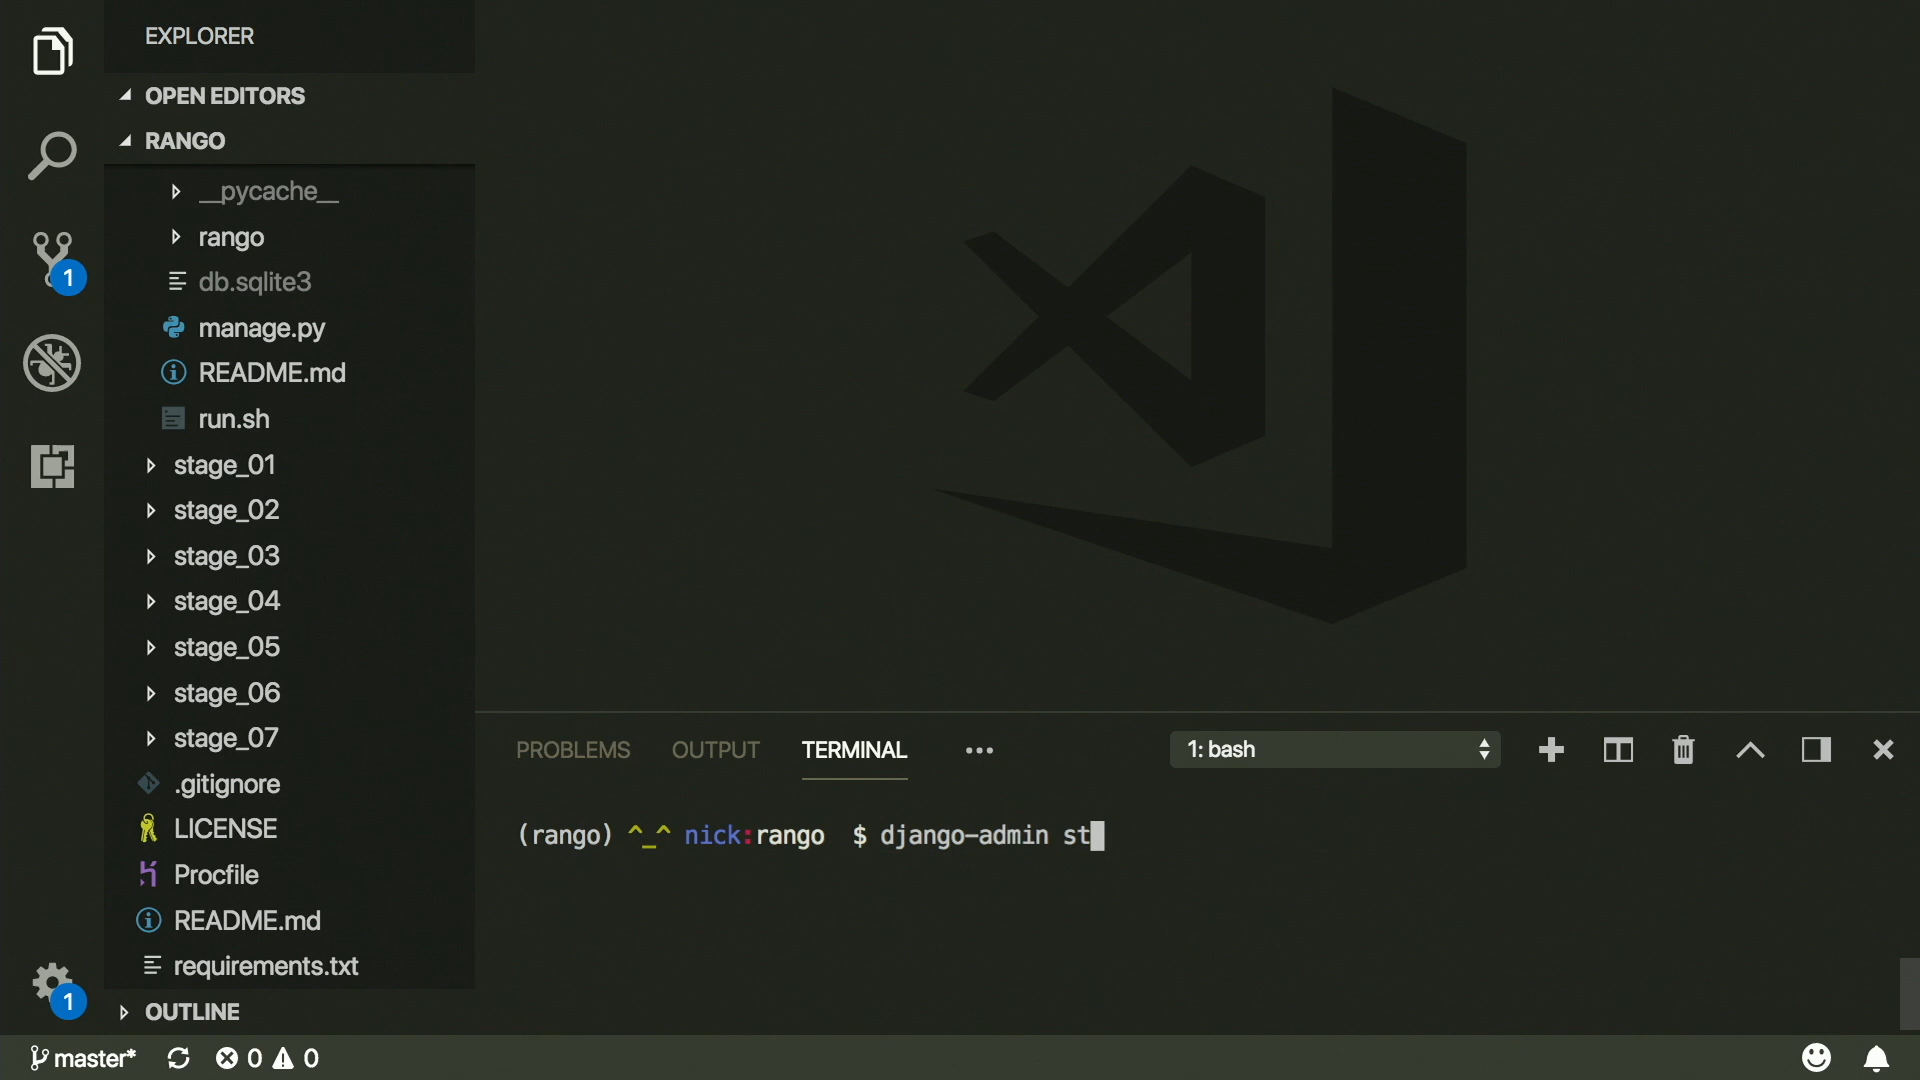 EXPLORER
OPEN EDITORS
RANGO
__pycache__
rango
db.sqlite3
manage.py
README.md
run.sh
stage_01
stage_02
stage_03
stage_04
stage_05
stage_06
stage_07
.gitignore
LICENSE
Procfile
README.md
requirements.txt
OUTLINE
1
1
PROBLEMS OUTPUT TERMINAL ••• 1: bash
(rango) ^_^ nick:rango $ django-admin st
master* 0 0